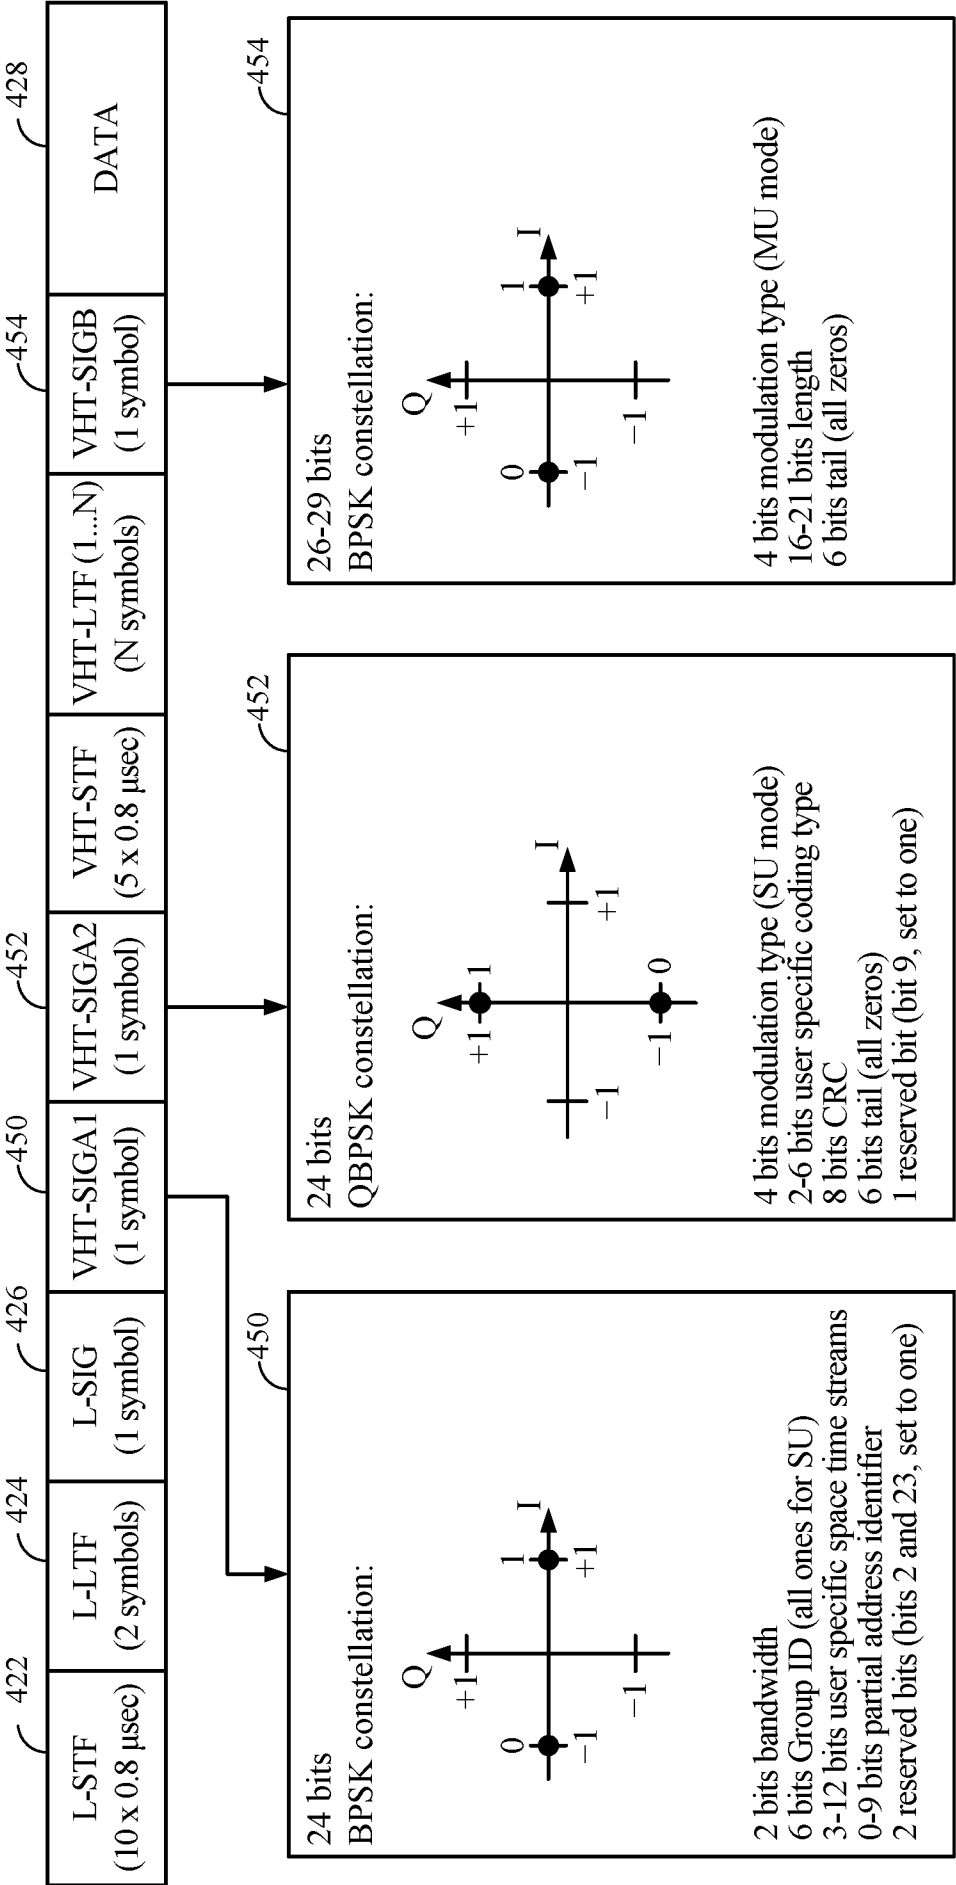 422
424
426
450
452
454
428
L-STF
(10 x 0.8 μsec)
L-LTF
(2 symbols)
L-SIG
(1 symbol)
VHT-SIGA1
(1 symbol)
VHT-SIGA2
(1 symbol)
VHT-STF
(5 x 0.8 μsec)
VHT-LTF (1...N)
(N symbols)
VHT-SIGB
(1 symbol)
DATA
450
24 bits
BPSK constellation:
Q
+1
I
0
1
−1
+1
−1
2 bits bandwidth
6 bits Group ID (all ones for SU)
3-12 bits user specific space time streams
0-9 bits partial address identifier
2 reserved bits (bits 2 and 23, set to one)
452
24 bits
QBPSK constellation:
Q
+1
1
I
−1
+1
−1
0
4 bits modulation type (SU mode)
2-6 bits user specific coding type
8 bits CRC
6 bits tail (all zeros)
1 reserved bit (bit 9, set to one)
454
26-29 bits
BPSK constellation:
Q
+1
I
0
1
−1
+1
−1
4 bits modulation type (MU mode)
16-21 bits length
6 bits tail (all zeros)